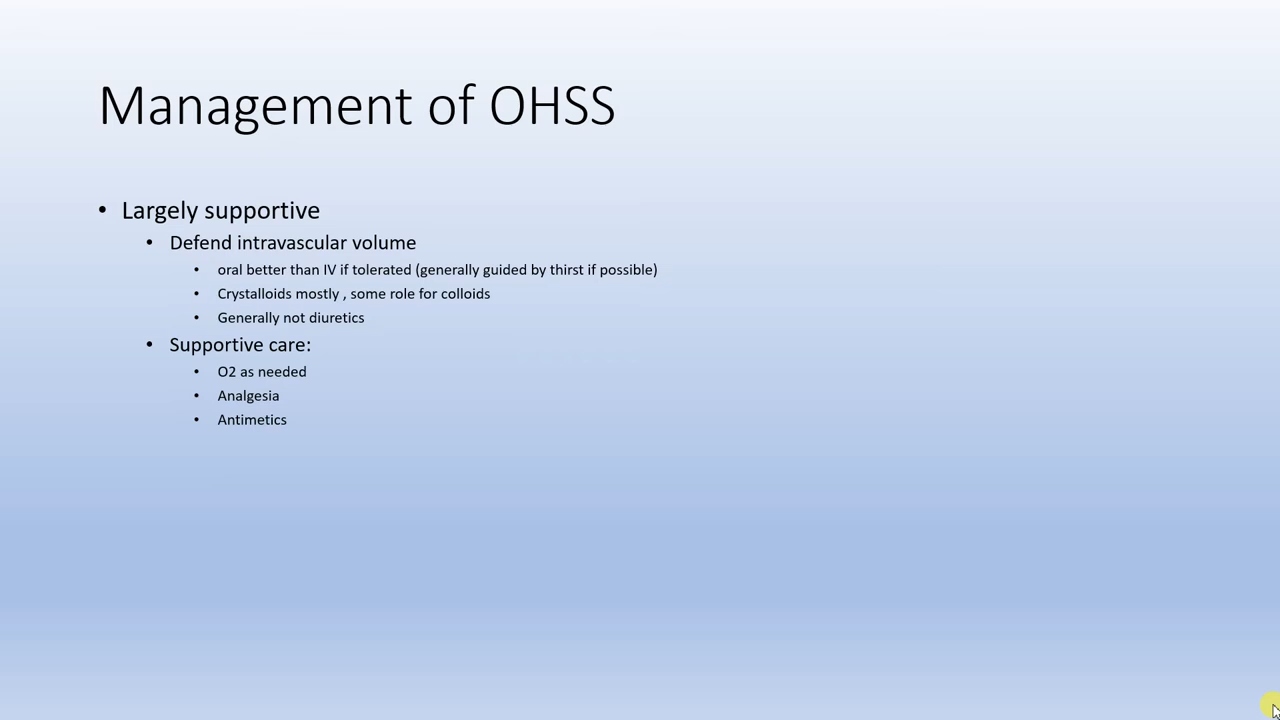 Management of OHSS
• Largely supportive
• Defend intravascular volume
• oral better than IV if tolerated (generally guided by thirst if possible)
• Crystalloids mostly , some role for colloids
• Generally not diuretics
• Supportive care:
• O2 as needed
• Analgesia
• Antimetics